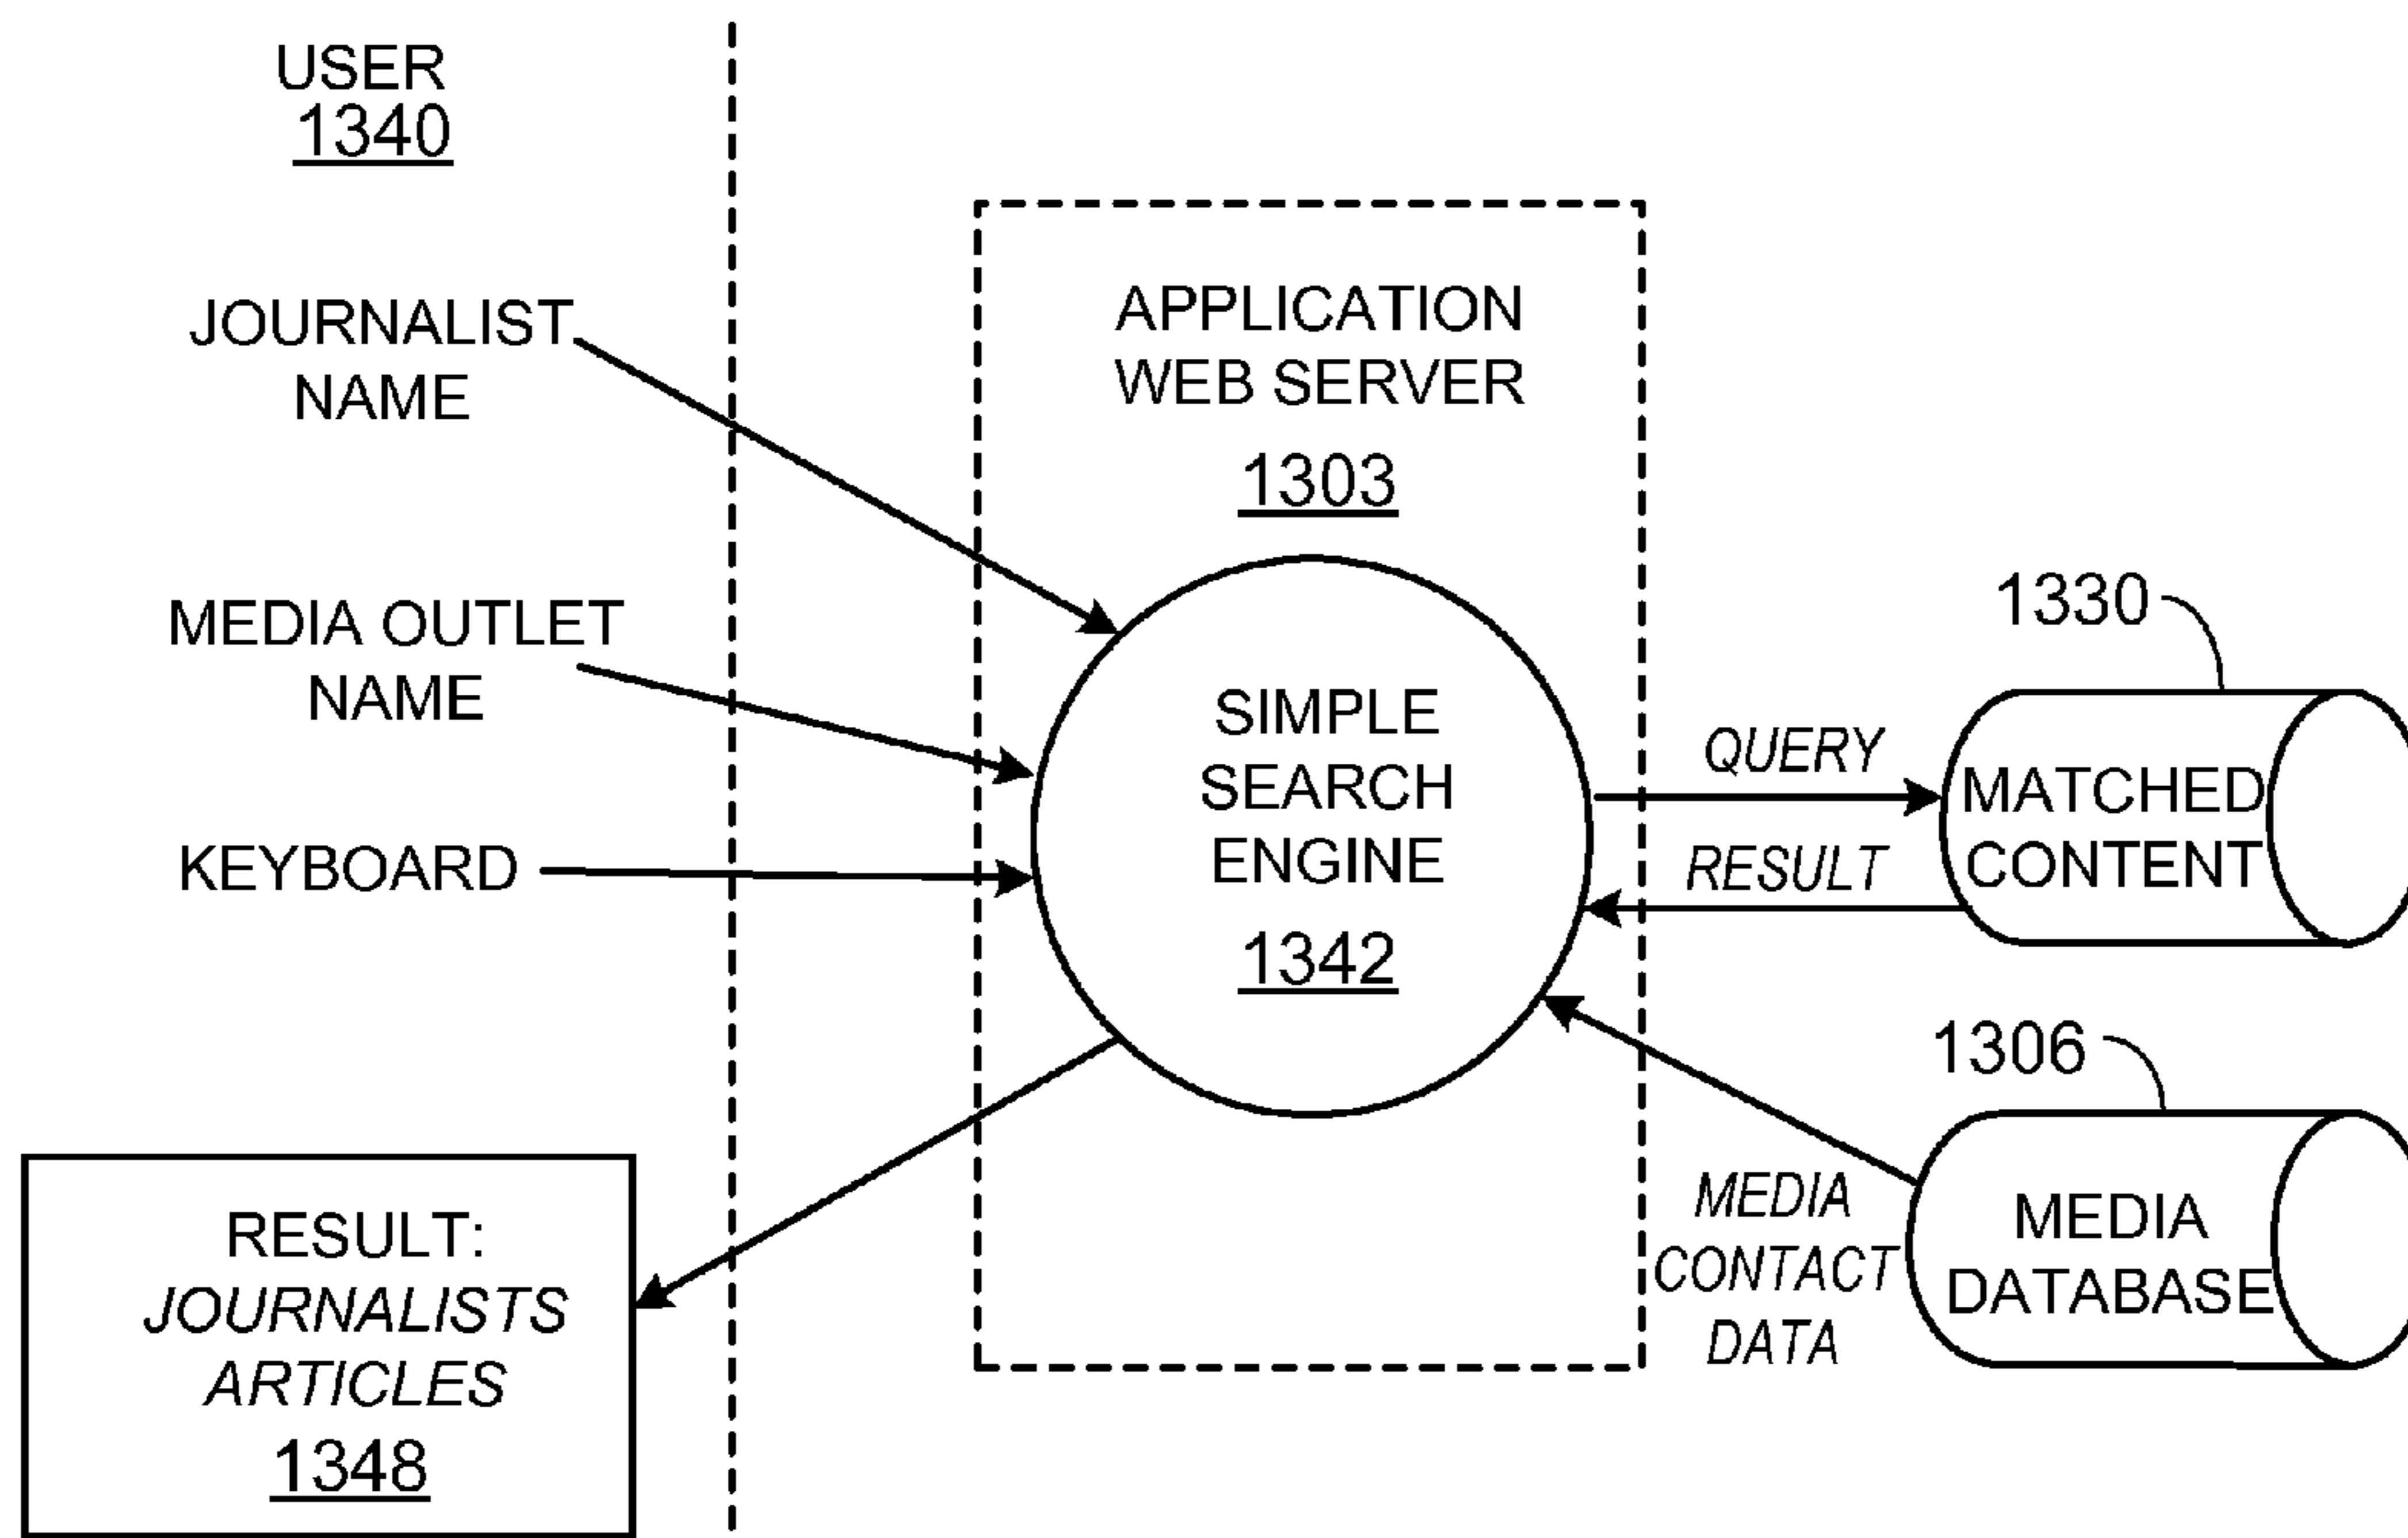 USER
1340
JOURNALIST
NAME
MEDIA OUTLET
NAME
KEYBOARD
RESULT:
JOURNALISTS
ARTICLES
1348
APPLICATION
WEB SERVER
1303
SIMPLE
SEARCH
ENGINE
1342
QUERY
RESULT
1330
MATCHED
CONTENT
MEDIA
CONTACT
DATA
1306
MEDIA
DATABASE